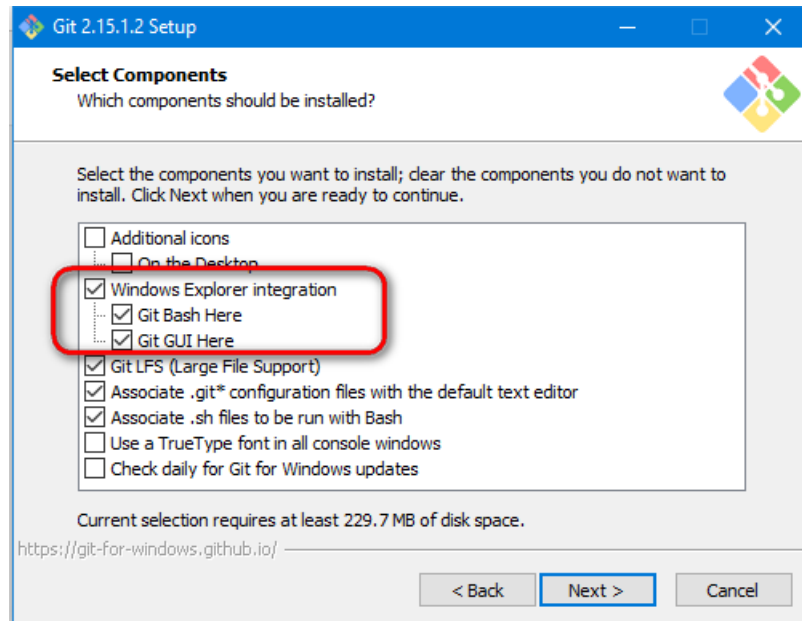 Git 2.15.1.2 Setup
Select Components
Which components should be installed?
Select the components you want to install; clear the components you do not want to
install. Click Next when you are ready to continue.
Additional icons
On the Desktop
Windows Explorer integration
Git Bash Here
Git GUI Here
Git LFS (Large File Support)
Associate .git* configuration files with the default text editor
Associate .sh files to be run with Bash
Use a TrueType font in all console windows
Check daily for Git for Windows updates
Current selection requires at least 229.7 MB of disk space.
https://git-for-windows.github.io/
< Back Next > Cancel